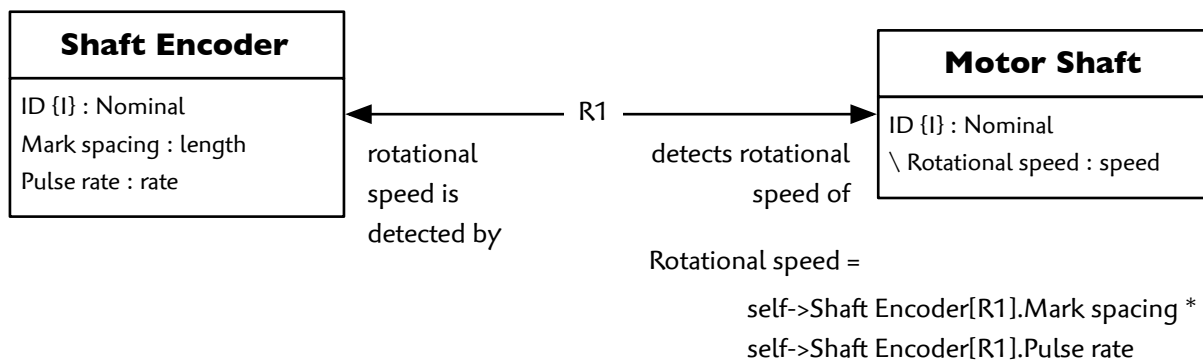 Shaft Encoder
ID {I} : Nominal
Mark spacing : length
Pulse rate : rate
R1
rotational
speed is
detected by
detects rotational
speed of
Motor Shaft
ID {I} : Nominal
\ Rotational speed : speed
Rotational speed =
self->Shaft Encoder[R1].Mark spacing *
self->Shaft Encoder[R1].Pulse rate